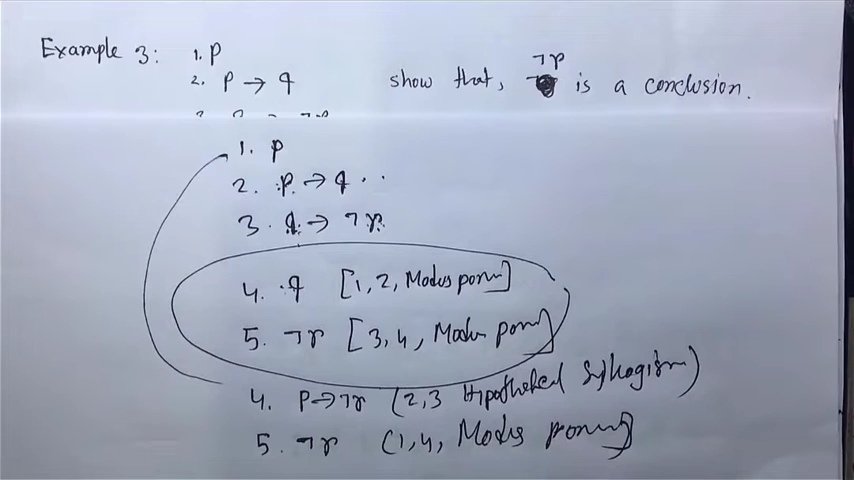 Example 3: 1. p
2. p → q show that, ¬r is a conclusion.
1. p
2. p → q
3. q → ¬r
4. q [1, 2, Modus ponens]
5. ¬r [3, 4, Modus ponens]
4. p→¬r (2, 3 Hypothetical Syllogism)
5. ¬r (1, 4, Modus ponens)